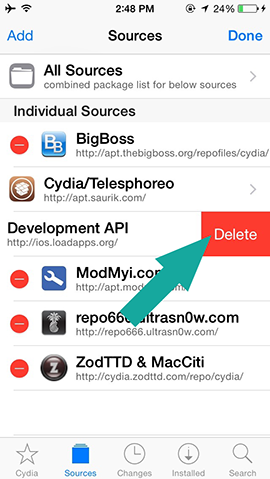 2:48 PM 24%
Add Sources Done
All Sources
combined package list for below sources
Individual Sources
BigBoss
http://apt.thebigboss.org/repofiles/cydia/
Cydia/Telesphoreo
http://apt.saurik.com/
Development API
http://ios.loadapps.org/
Delete
ModMyi.com
http://apt.modmyi.com/
repo666.ultrasn0w.com
http://repo666.ultrasn0w.com/
ZodTTD & MacCiti
http://cydia.zodttd.com/repo/cydia/
Cydia Sources Changes Installed Search